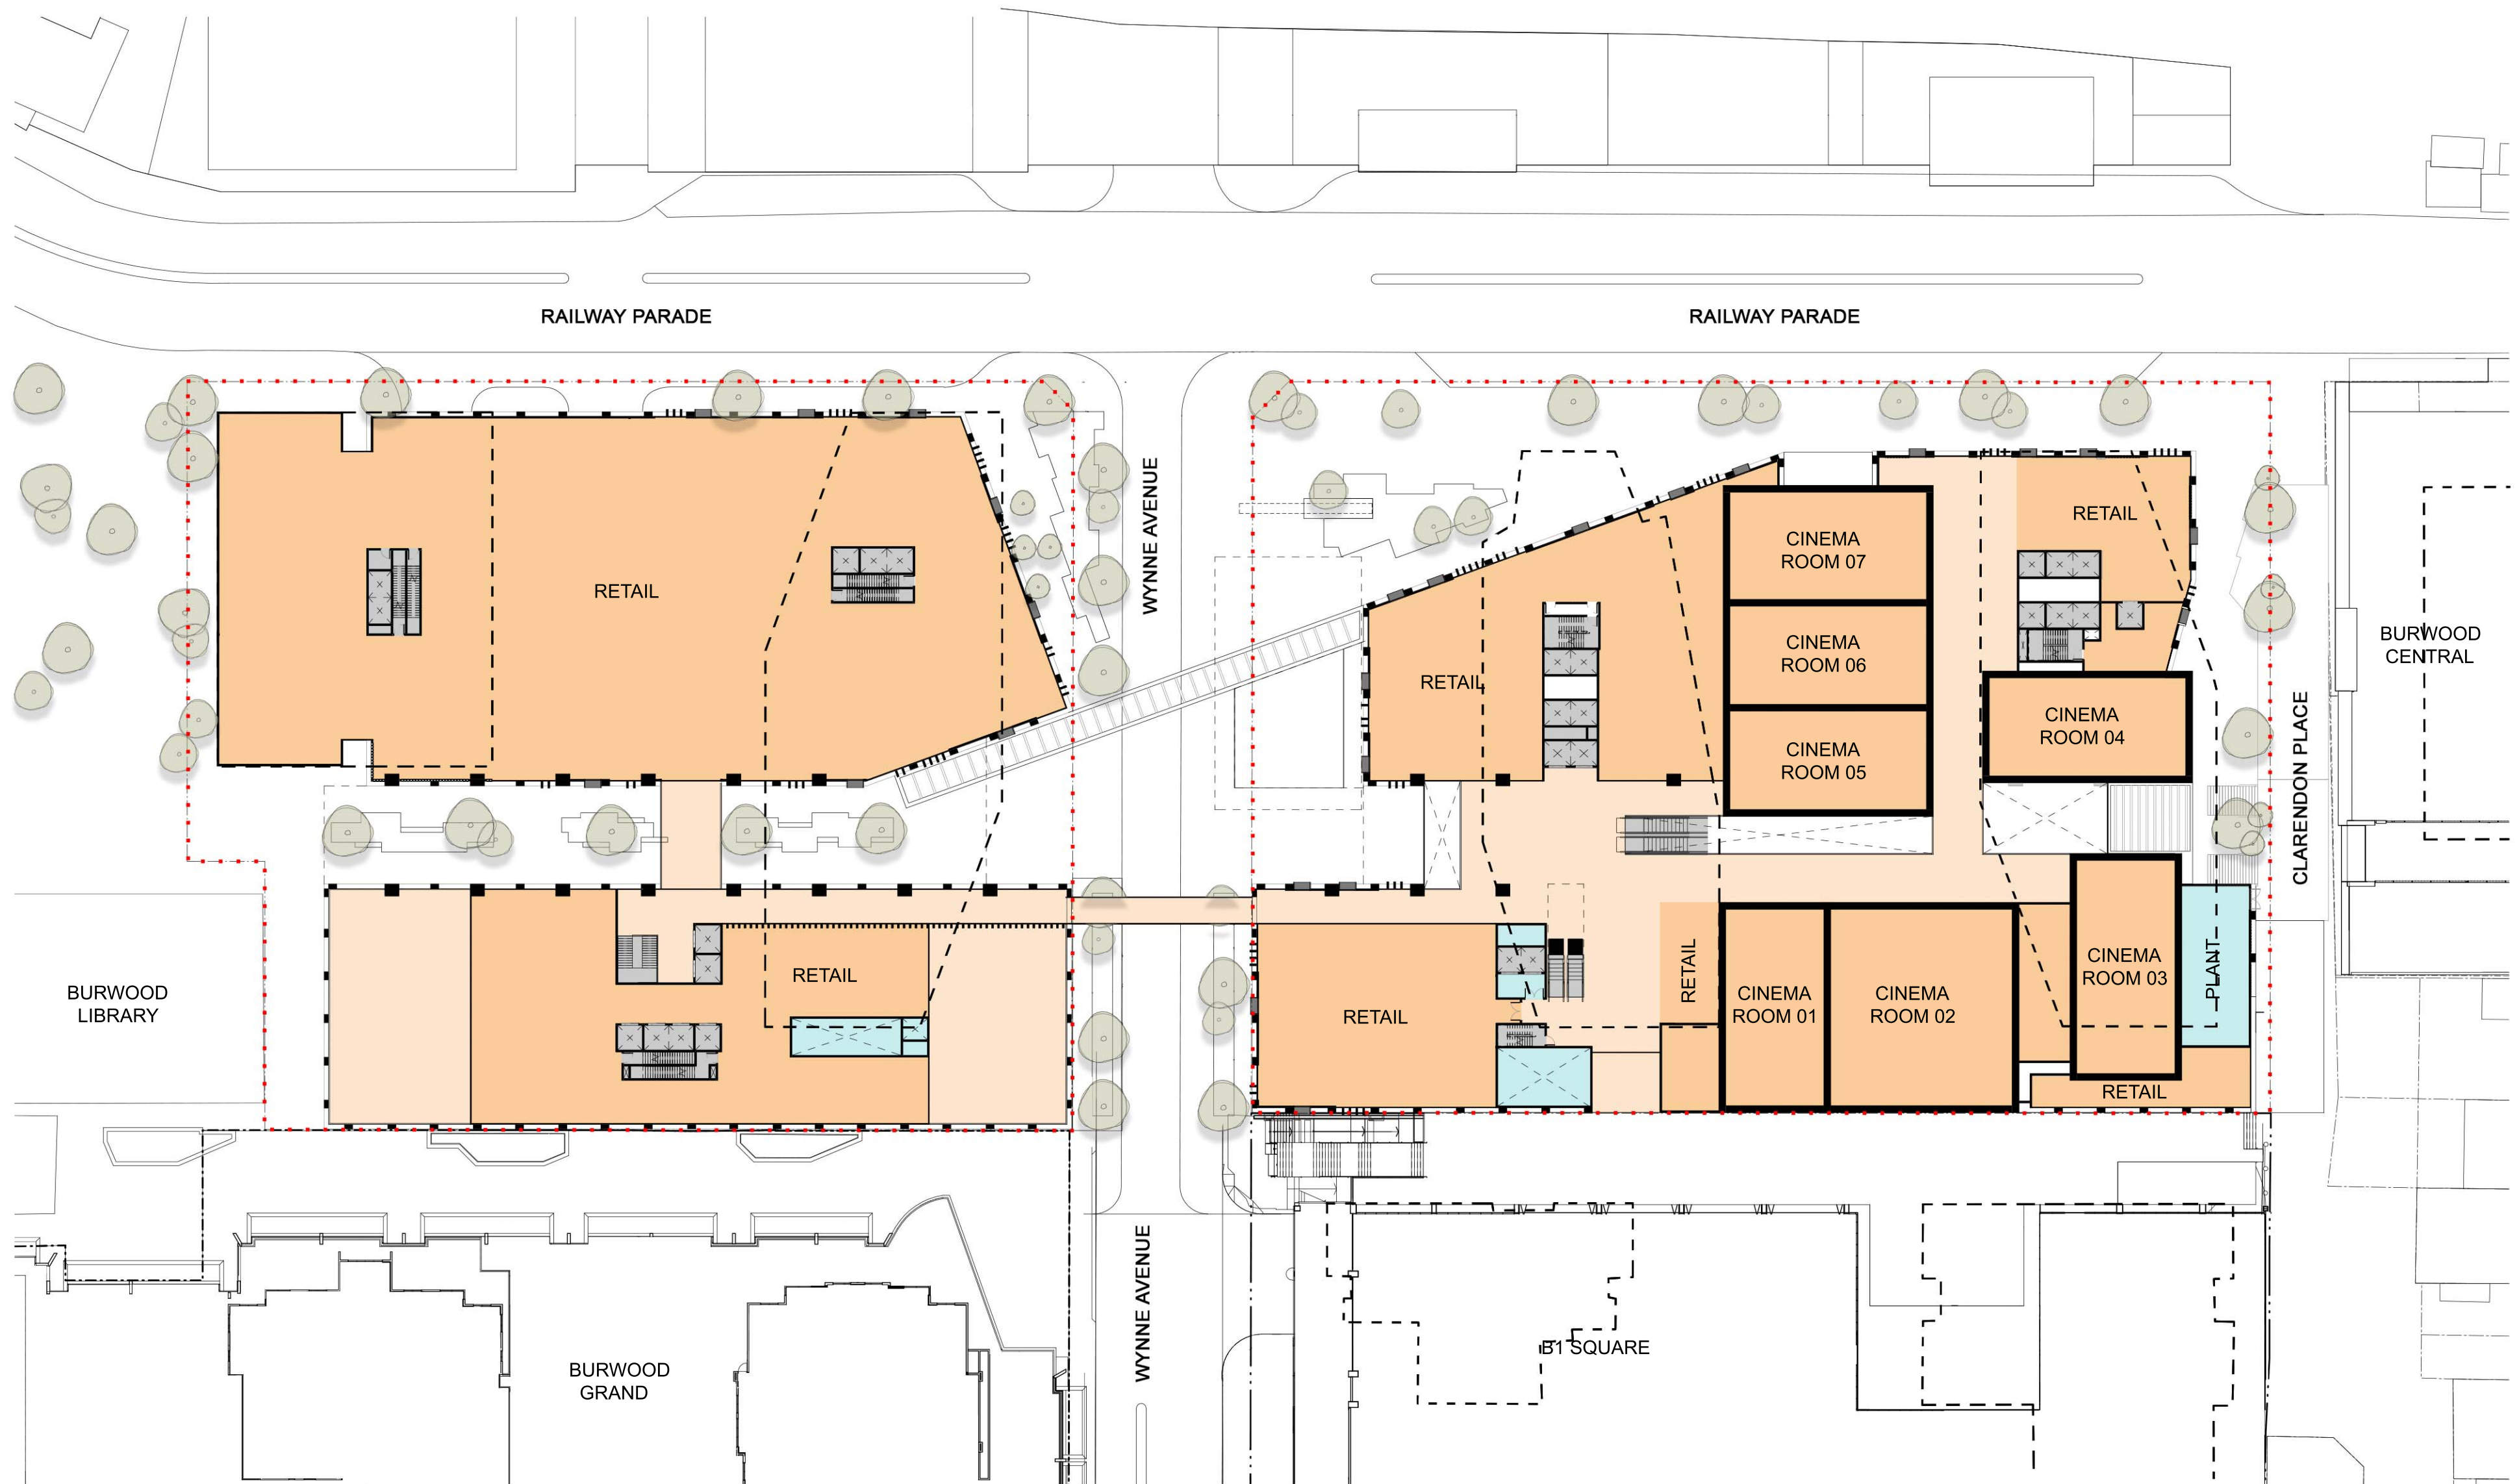 RAILWAY PARADE
RAILWAY PARADE
WYNNE AVENUE
RETAIL
RETAIL
CINEMA
ROOM 07
CINEMA
ROOM 06
CINEMA
ROOM 05
RETAIL
CINEMA
ROOM 04
BURWOOD
CENTRAL
CLARENDON PLACE
BURWOOD
LIBRARY
RETAIL
RETAIL
RETAIL
CINEMA
ROOM 01
CINEMA
ROOM 02
CINEMA
ROOM 03
PLANT
RETAIL
WYNNE AVENUE
BURWOOD
GRAND
B1 SQUARE